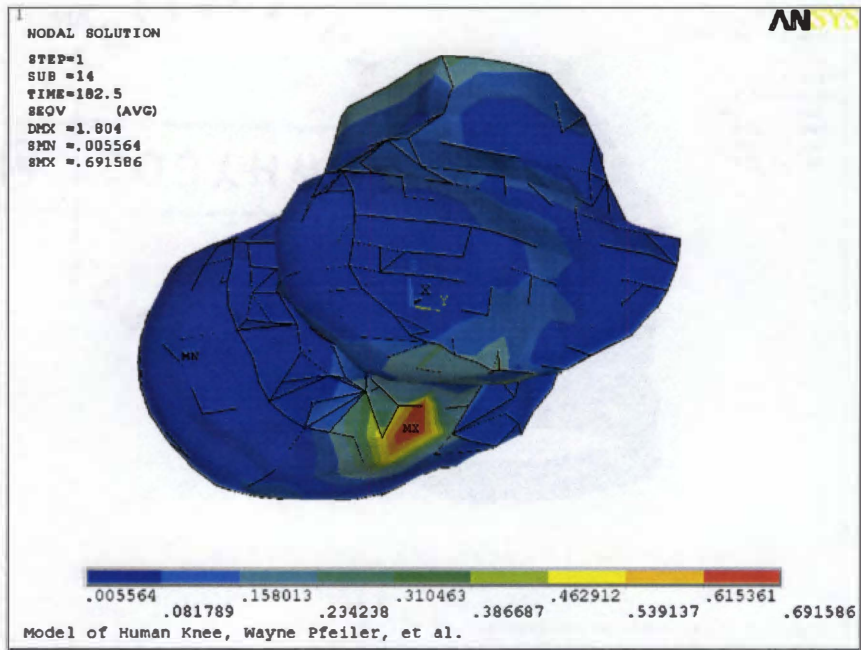 1
NODAL SOLUTION
STEP=1
SUB =14
TIME=182.5
SEQV (AVG)
DMX =1.804
SMN =.005564
SMX =.691586
ANSYS
X
Y
MN
MX
.005564 .158013 .310463 .462912 .615361
.081789 .234238 .386687 .539137 .691586
Model of Human Knee, Wayne Pfeiler, et al.